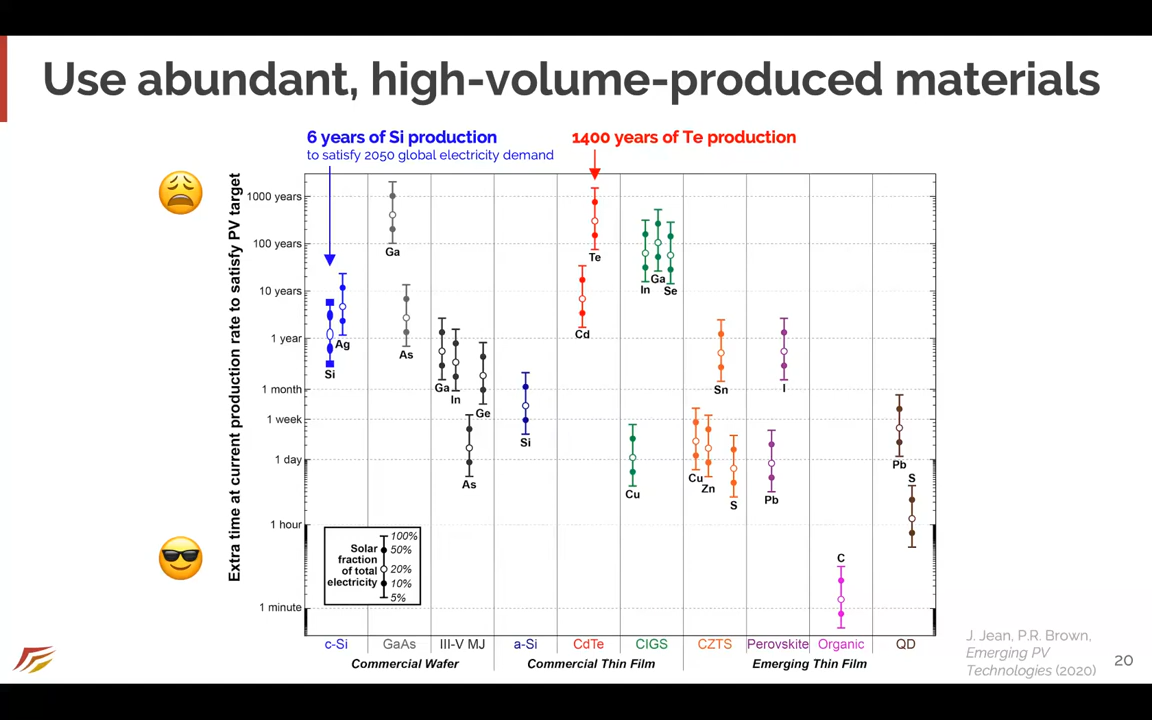 Use abundant, high-volume-produced materials
6 years of Si production
to satisfy 2050 global electricity demand
1400 years of Te production
Extra time at current production rate to satisfy PV target
1000 years
100 years
10 years
1 year
1 month
1 week
1 day
1 hour
1 minute
Si
Ag
Ga
As
Ga
In
As
Ge
Si
Cd
Te
Cu
In
Ga
Se
Cu
Zn
Sn
S
Pb
I
C
Pb
S
Solar
fraction
of total
electricity
100%
50%
20%
10%
5%
c-Si
GaAs
III-V MJ
a-Si
CdTe
CIGS
CZTS
Perovskite
Organic
QD
Commercial Wafer
Commercial Thin Film
Emerging Thin Film
J. Jean, P.R. Brown,
Emerging PV
Technologies (2020)
20